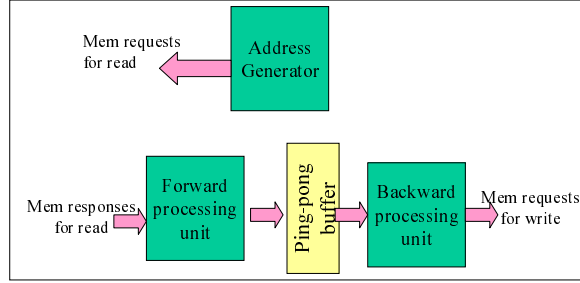 Mem requests
for read
Address
Generator
Mem responses
for read
Forward
processing
unit
Ping-pong
buffer
Backward
processing
unit
Mem requests
for write